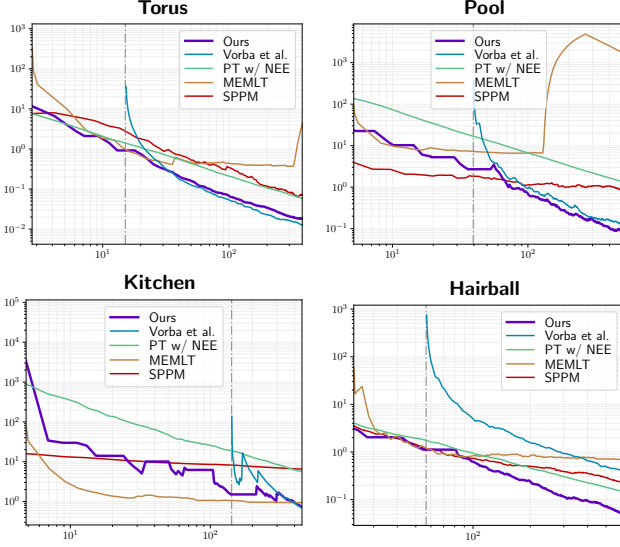 Torus
10³
10²
10¹
10⁰
10⁻¹
10⁻²
10¹
10²
Ours
Vorba et al.
PT w/ NEE
MEMLT
SPPM
Pool
10³
10²
10¹
10⁰
10⁻¹
10¹
10²
Ours
Vorba et al.
PT w/ NEE
MEMLT
SPPM
Kitchen
10⁵
10⁴
10³
10²
10¹
10⁰
10¹
10²
Ours
Vorba et al.
PT w/ NEE
MEMLT
SPPM
Hairball
10³
10²
10¹
10⁰
10⁻¹
10²
Ours
Vorba et al.
PT w/ NEE
MEMLT
SPPM